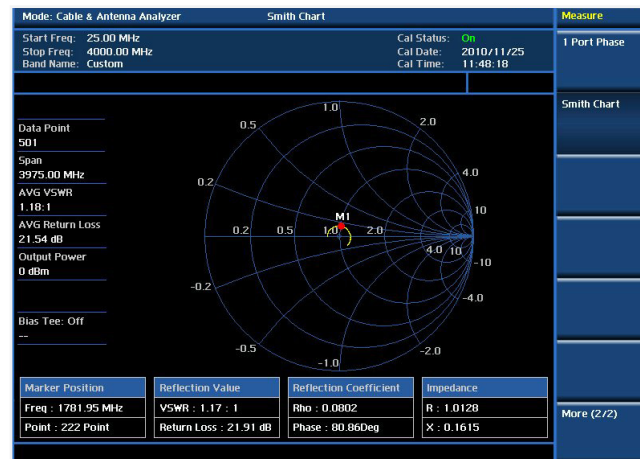 Mode: Cable & Antenna Analyzer Smith Chart Measure
Start Freq: 25.00 MHz Cal Status: On
Stop Freq: 4000.00 MHz Cal Date: 2010/11/25
Band Name: Custom Cal Time: 11:48:18
1 Port Phase
Smith Chart
More (2/2)
Data Point
501
Span
3975.00 MHz
AVG VSWR
1.18:1
AVG Return Loss
21.54 dB
Output Power
0 dBm
Bias Tee: Off
--
1.0
0.5 2.0
0.2 4.0
10
M1
0.2 0.5 1.0 2.0 4.0 10
-10
-0.2 -4.0
-0.5 -2.0
-1.0
Marker Position Reflection Value Reflection Coefficient Impedance
Freq : 1781.95 MHz VSWR : 1.17 : 1 Rho : 0.0802 R : 1.0128
Point : 222 Point Return Loss : 21.91 dB Phase : 80.86Deg X : 0.1615